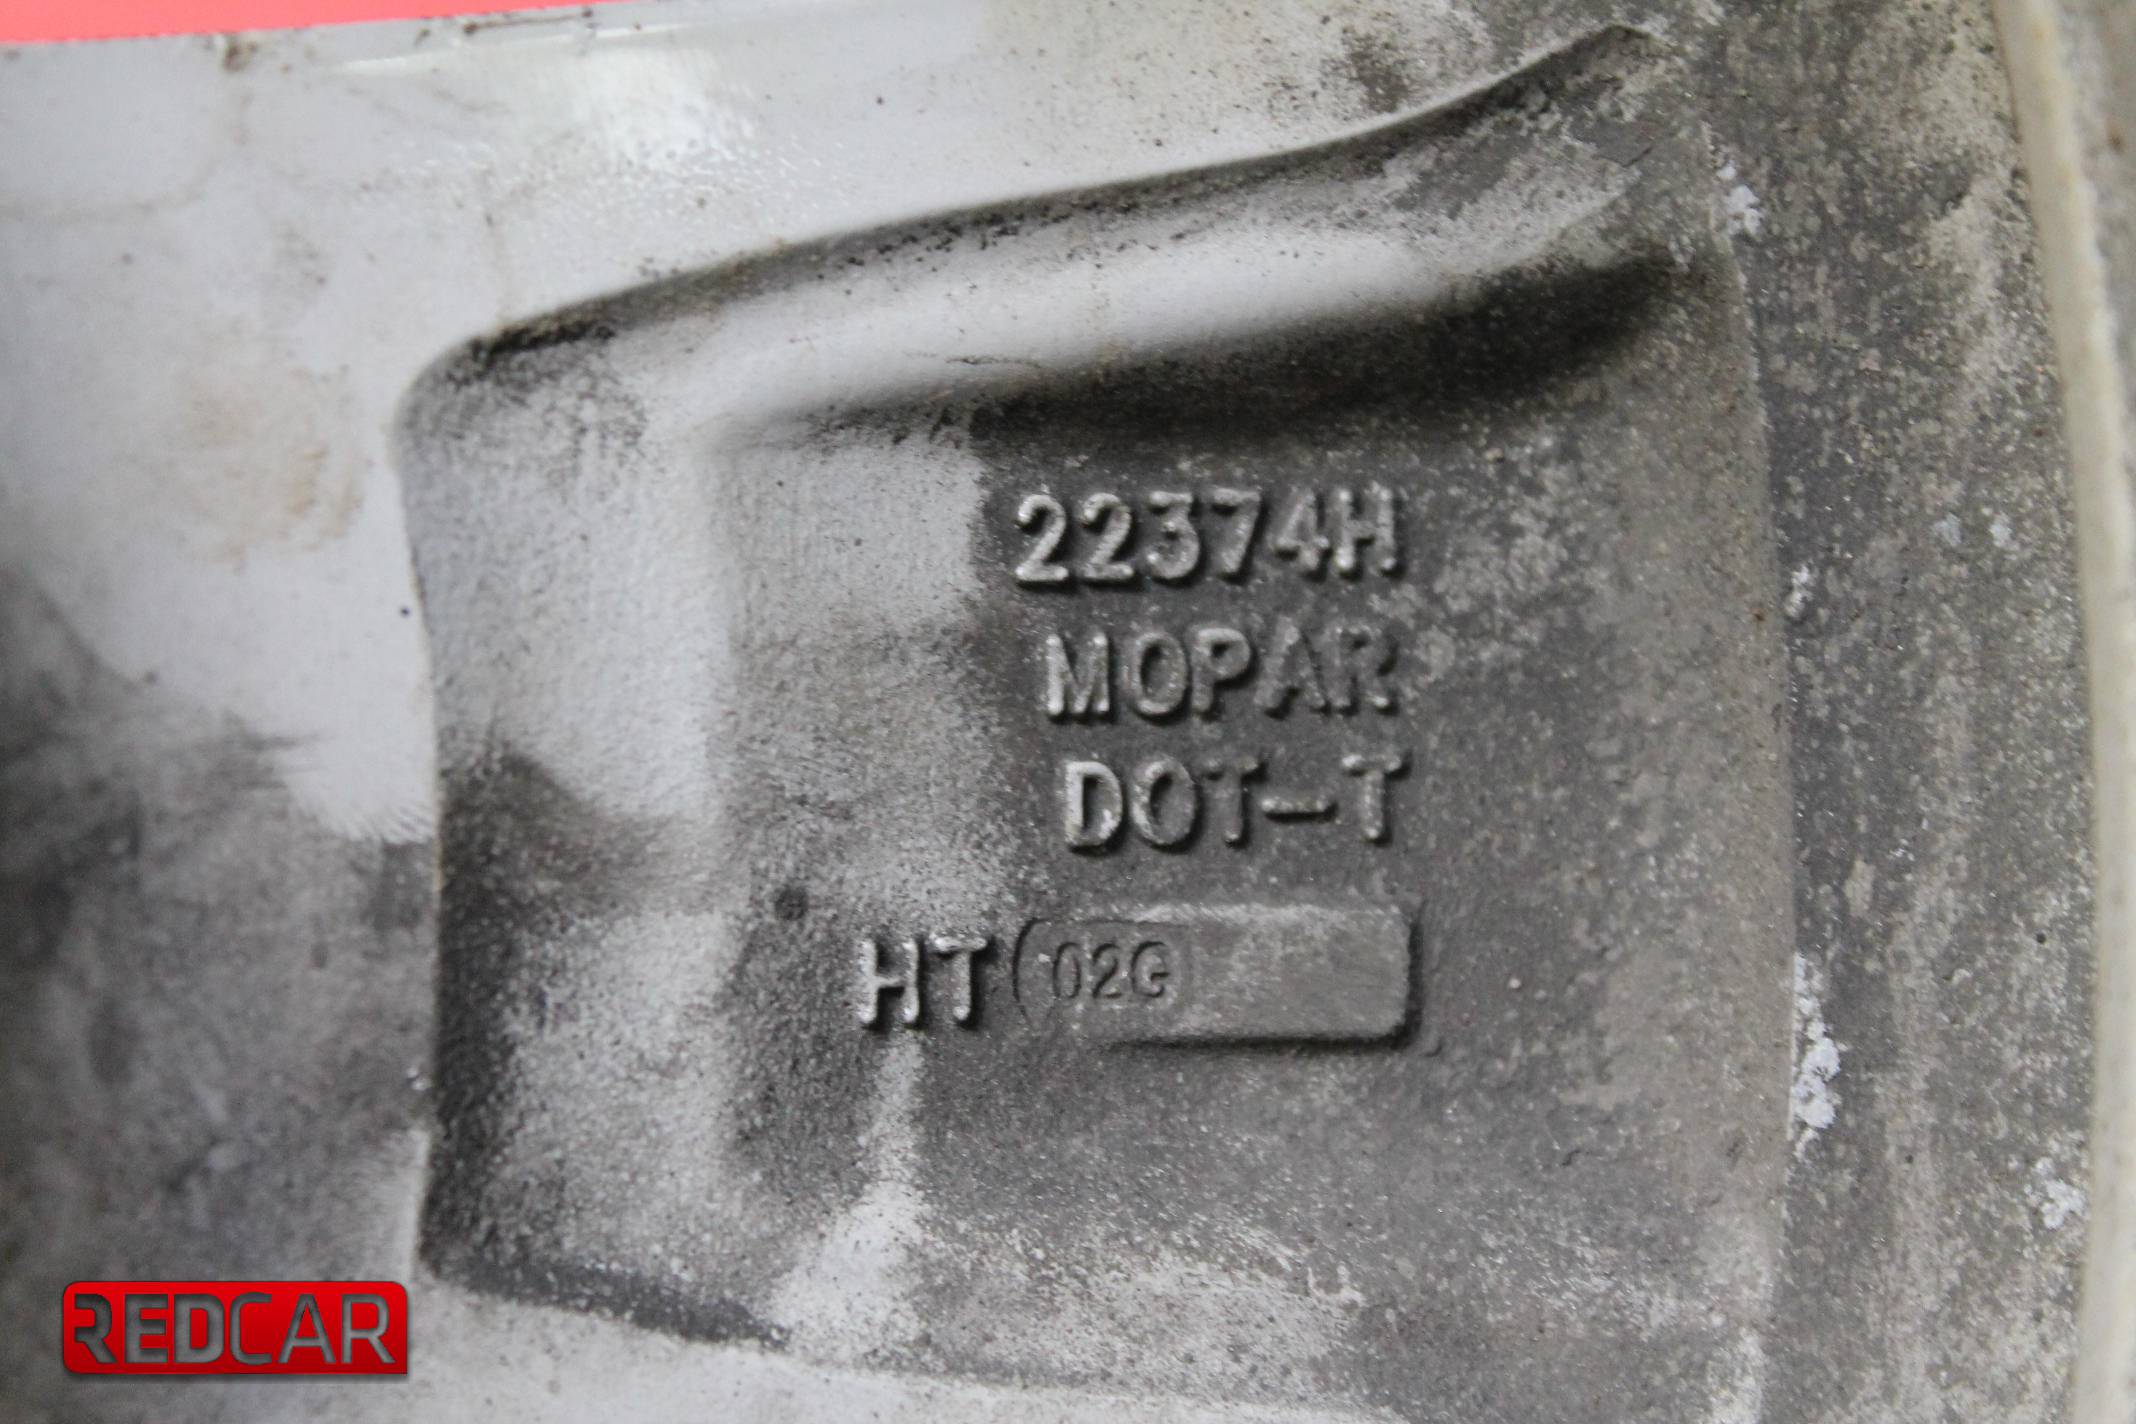 22374H
MOPAR
DOT-T
HT 02G
REDCAR